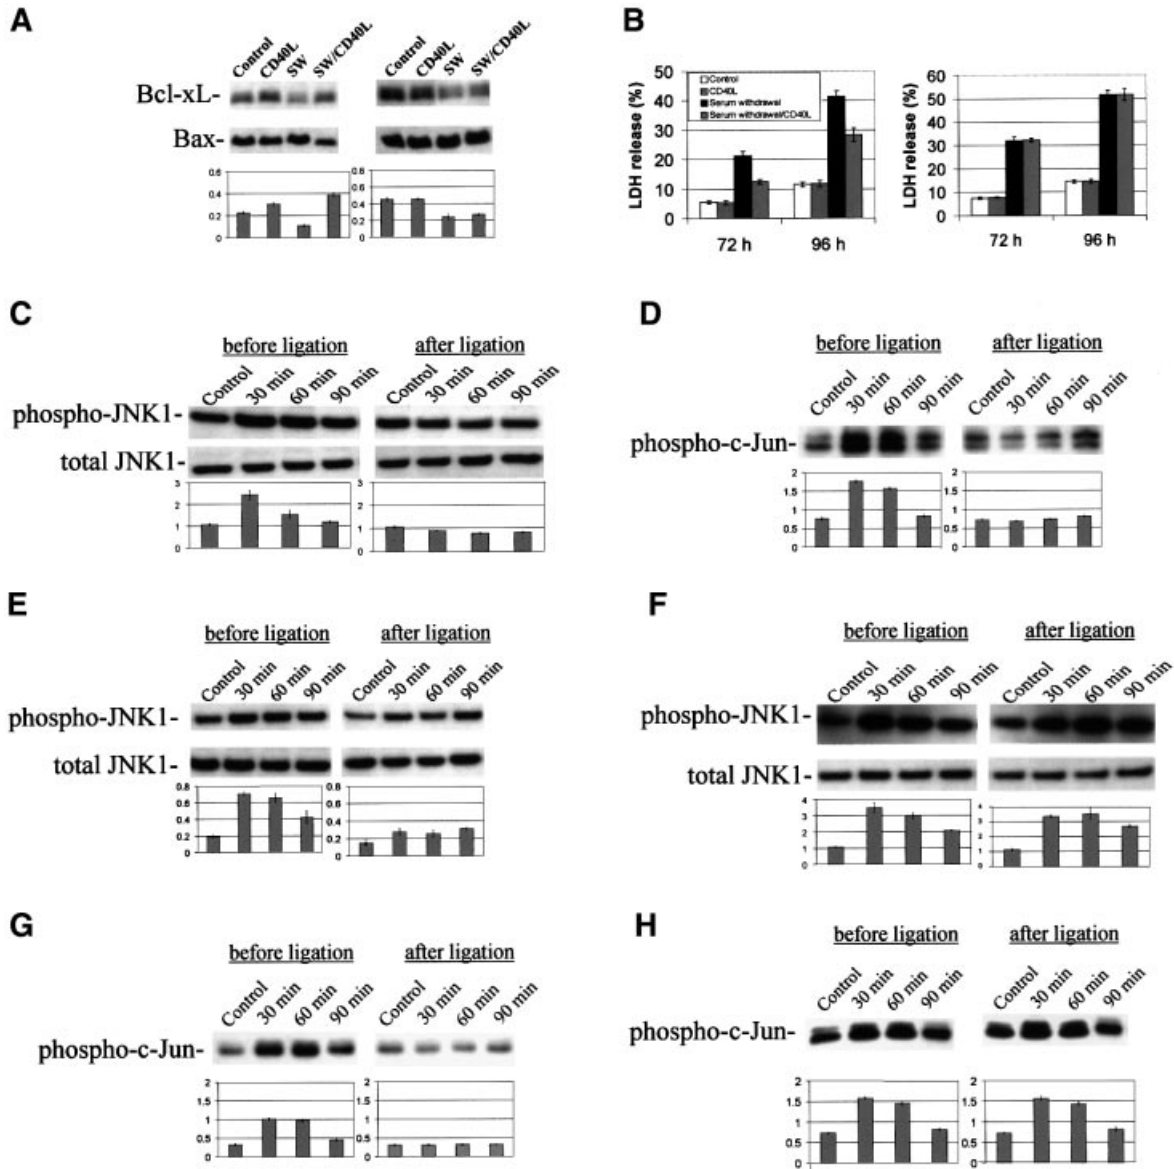 A
Control CD40L SW SW/CD40L
Control CD40L SW SW/CD40L
Bcl-xL-
Bax-
0.6
0.4
0.2
0
0.8
0.6
0.4
0.2
0
B
LDH release (%)
50
40
30
20
10
0
Control
CD40L
Serum withdrawal
Serum withdrawal/CD40L
72 h 96 h
LDH release (%)
60
50
40
30
20
10
0
72 h 96 h
C
before ligation after ligation
Control 30 min 60 min 90 min
Control 30 min 60 min 90 min
phospho-JNK1-
total JNK1-
3
2
1
0
3
2
1
0
D
before ligation after ligation
Control 30 min 60 min 90 min
Control 30 min 60 min 90 min
phospho-c-Jun-
2
1.5
1
0.5
0
2
1.5
1
0.5
0
E
before ligation after ligation
Control 30 min 60 min 90 min
Control 30 min 60 min 90 min
phospho-JNK1-
total JNK1-
0.8
0.6
0.4
0.2
0
0.8
0.6
0.4
0.2
0
F
before ligation after ligation
Control 30 min 60 min 90 min
Control 30 min 60 min 90 min
phospho-JNK1-
total JNK1-
4
3
2
1
0
4
3
2
1
0
G
before ligation after ligation
Control 30 min 60 min 90 min
Control 30 min 60 min 90 min
phospho-c-Jun-
2
1.5
1
0.5
0
2
1.5
1
0.5
0
H
before ligation after ligation
Control 30 min 60 min 90 min
Control 30 min 60 min 90 min
phospho-c-Jun-
2
1.5
1
0.5
0
2
1.5
1
0.5
0